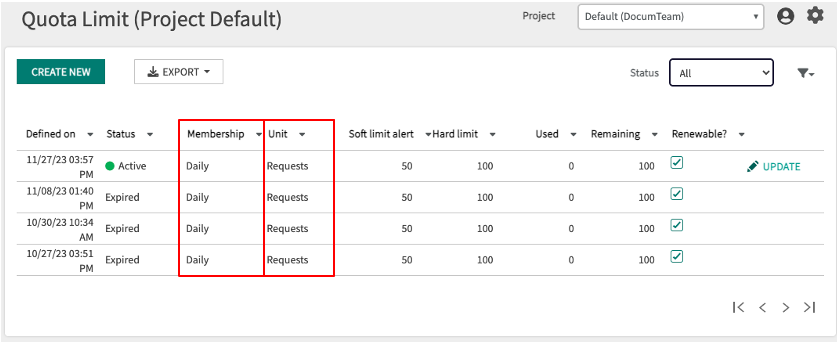 Quota Limit (Project Default)
Project
Default (DocumTeam)
CREATE NEW
EXPORT
Status
All
Defined on Status Membership Unit Soft limit alert Hard limit Used Remaining Renewable?
11/27/23 03:57 PM Active Daily Requests 50 100 0 100 UPDATE
11/08/23 01:40 PM Expired Daily Requests 50 100 0 100
10/30/23 10:34 AM Expired Daily Requests 50 100 0 100
10/27/23 03:51 PM Expired Daily Requests 50 100 0 100